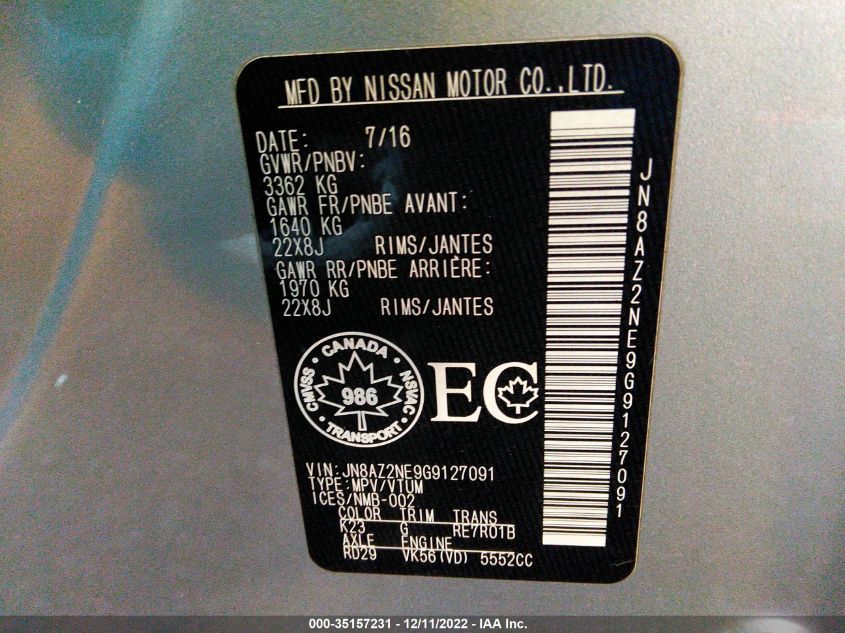 MFD BY NISSAN MOTOR CO.,LTD.
DATE: 7/16
GVWR/PNBV:
3362 KG
GAWR FR/PNBE AVANT:
1640 KG
22X8J RIMS/JANTES
GAWR RR/PNBE ARRIÈRE:
1970 KG
22X8J RIMS/JANTES
CANADA
CMVSS 986 NSVAC
TRANSPORT
EC
VIN:JN8AZ2NE9G9127091
TYPE:MPV/VTUM
ICES/NMB-002
COLOR TRIM TRANS
K23 G RE7R01B
AXLE ENGINE
RD29 VK56(VD) 5552CC
JN8AZ2NE9G9127091
000-35157231 - 12/11/2022 - IAA Inc.